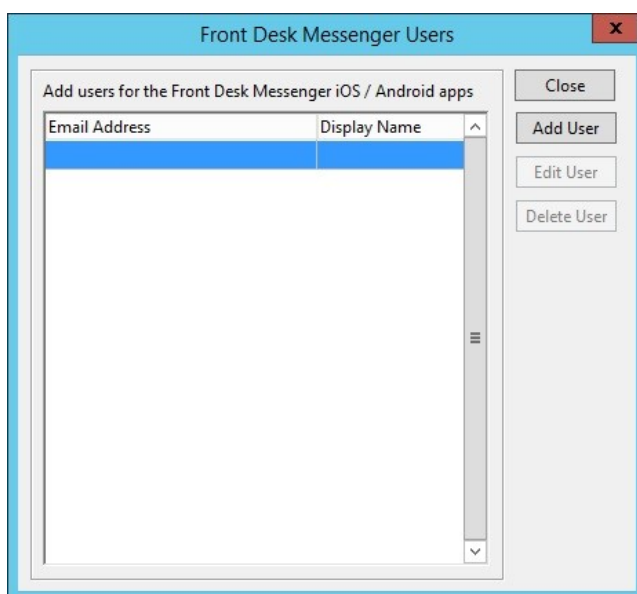 Front Desk Messenger Users
x
Add users for the Front Desk Messenger iOS / Android apps
Close
Email Address Display Name
Add User
Edit User
Delete User